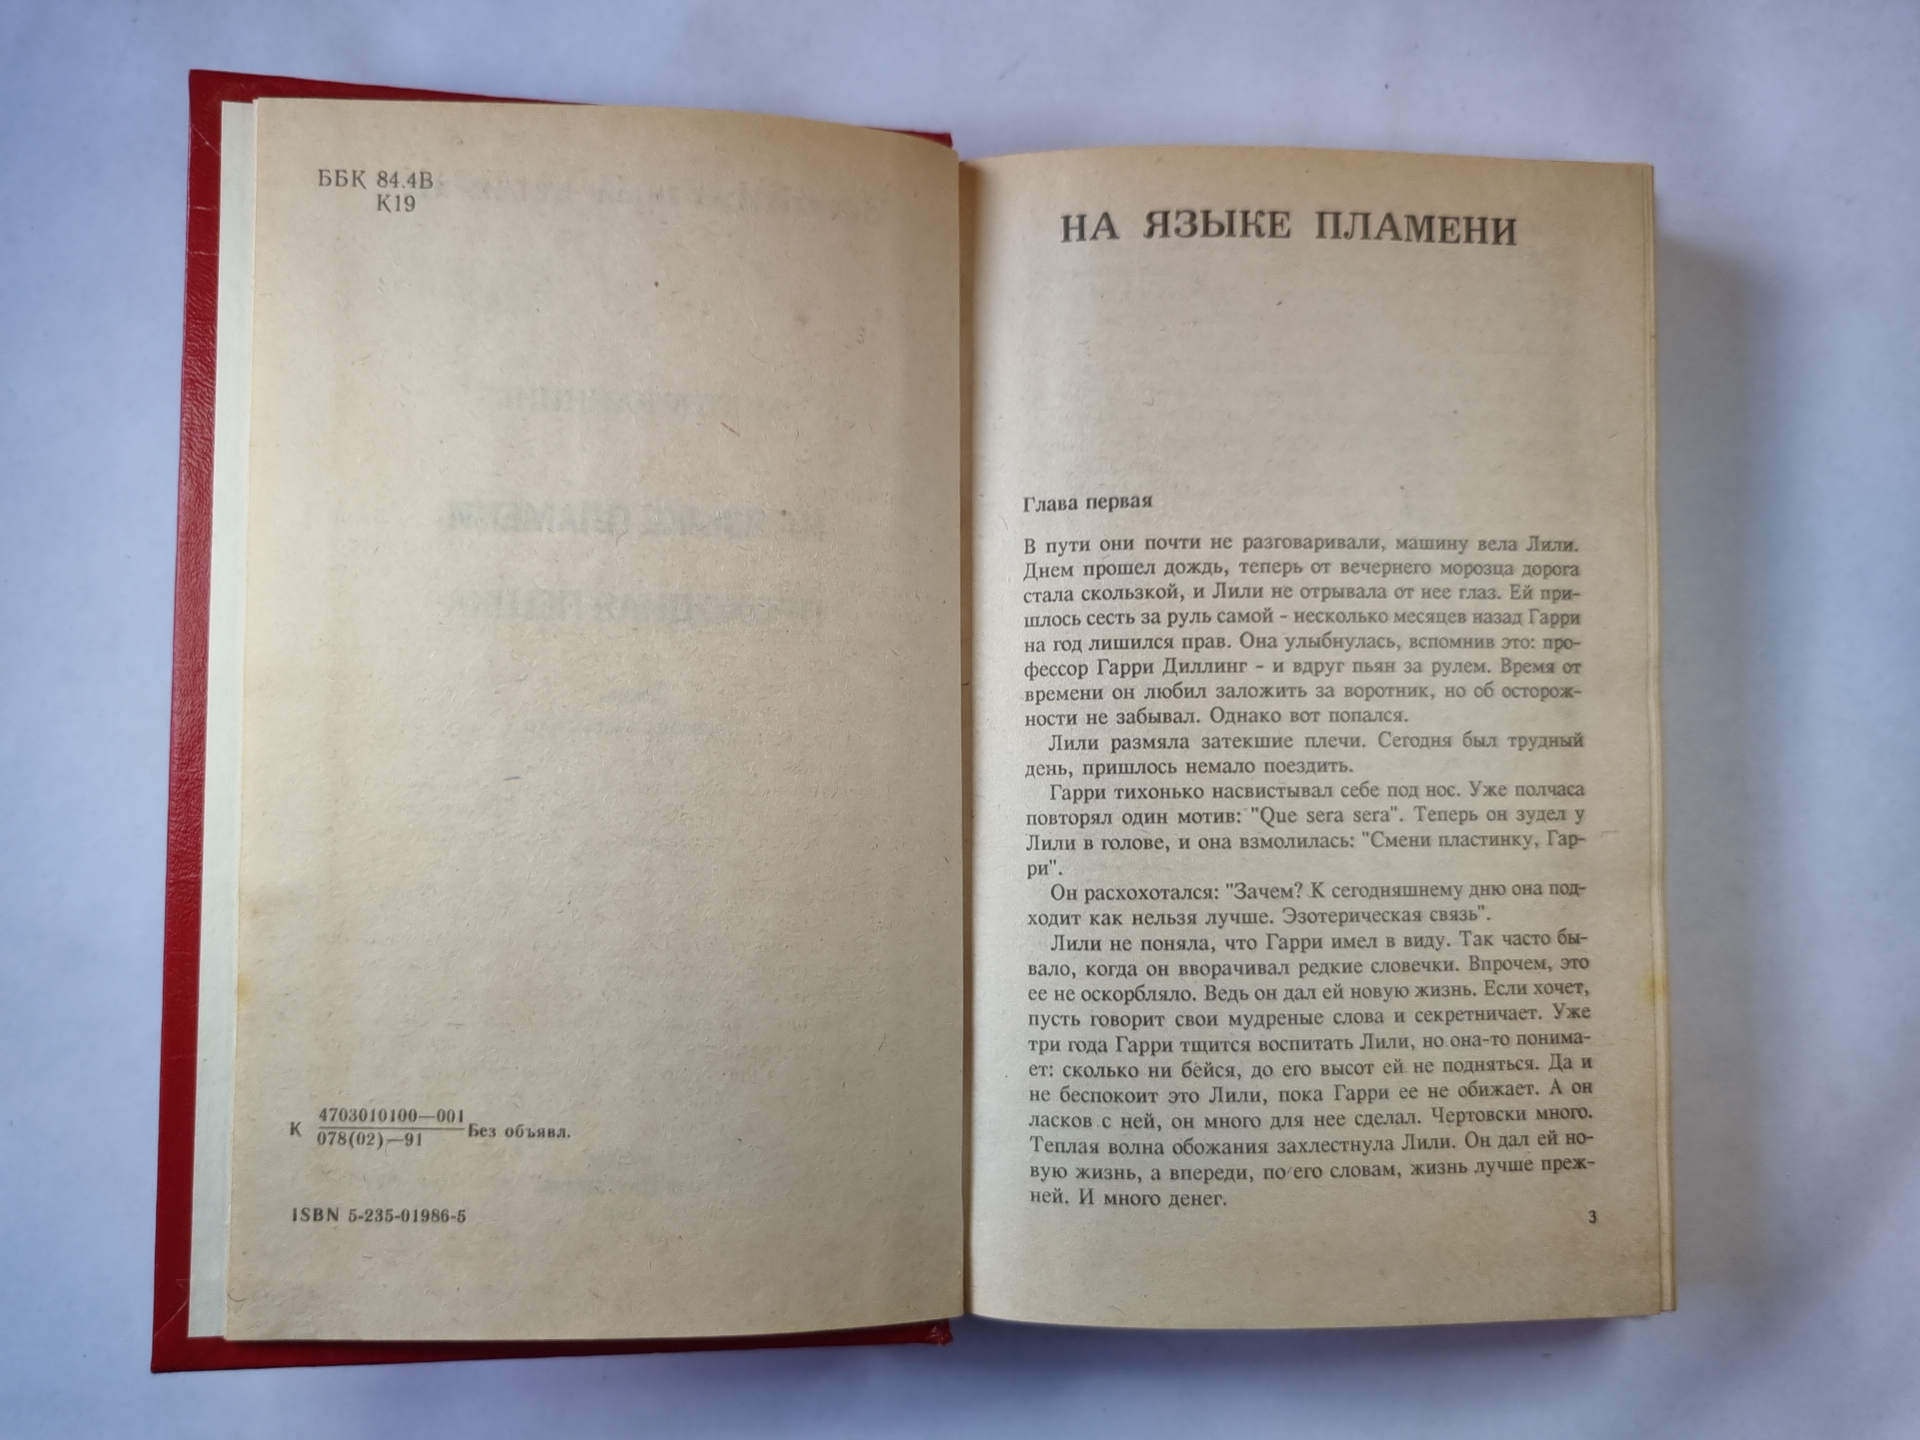 ББК 84.4В
К19
К 4703010100—001
078(02)—91
Без объявл.
ISBN 5-235-01986-5
НА ЯЗЫКЕ ПЛАМЕНИ
Глава первая
В пути они почти не разговаривали, машину вела Лили.
Днем прошел дождь, теперь от вечернего морозца дорога
стала скользкой, и Лили не отрывала от нее глаз. Ей при-
шлось сесть за руль самой - несколько месяцев назад Гарри
на год лишился прав. Она улыбнулась, вспомнив это: про-
фессор Гарри Диллинг - и вдруг пьян за рулем. Время от
времени он любил заложить за воротник, но об осторож-
ности не забывал. Однако вот попался.
Лили размяла затекшие плечи. Сегодня был трудный
день, пришлось немало поездить.
Гарри тихонько насвистывал себе под нос. Уже полчаса
повторял один мотив: "Que sera sera". Теперь он зудел у
Лили в голове, и она взмолилась: "Смени пластинку, Гар-
ри".
Он расхохотался: "Зачем? К сегодняшнему дню она под-
ходит как нельзя лучше. Эзотерическая связь".
Лили не поняла, что Гарри имел в виду. Так часто бы-
вало, когда он вворачивал редкие словечки. Впрочем, это
ее не оскорбляло. Ведь он дал ей новую жизнь. Если хочет,
пусть говорит свои мудреные слова и секретничает. Уже
три года Гарри тщится воспитать Лили, но она-то понима-
ет: сколько ни бейся, до его высот ей не подняться. Да и
не беспокоит это Лили, пока Гарри ее не обижает. А он
ласков с ней, он много для нее сделал. Чертовски много.
Теплая волна обожания захлестнула Лили. Он дал ей но-
вую жизнь, а впереди, по его словам, жизнь лучше преж-
ней. И много денег.
3